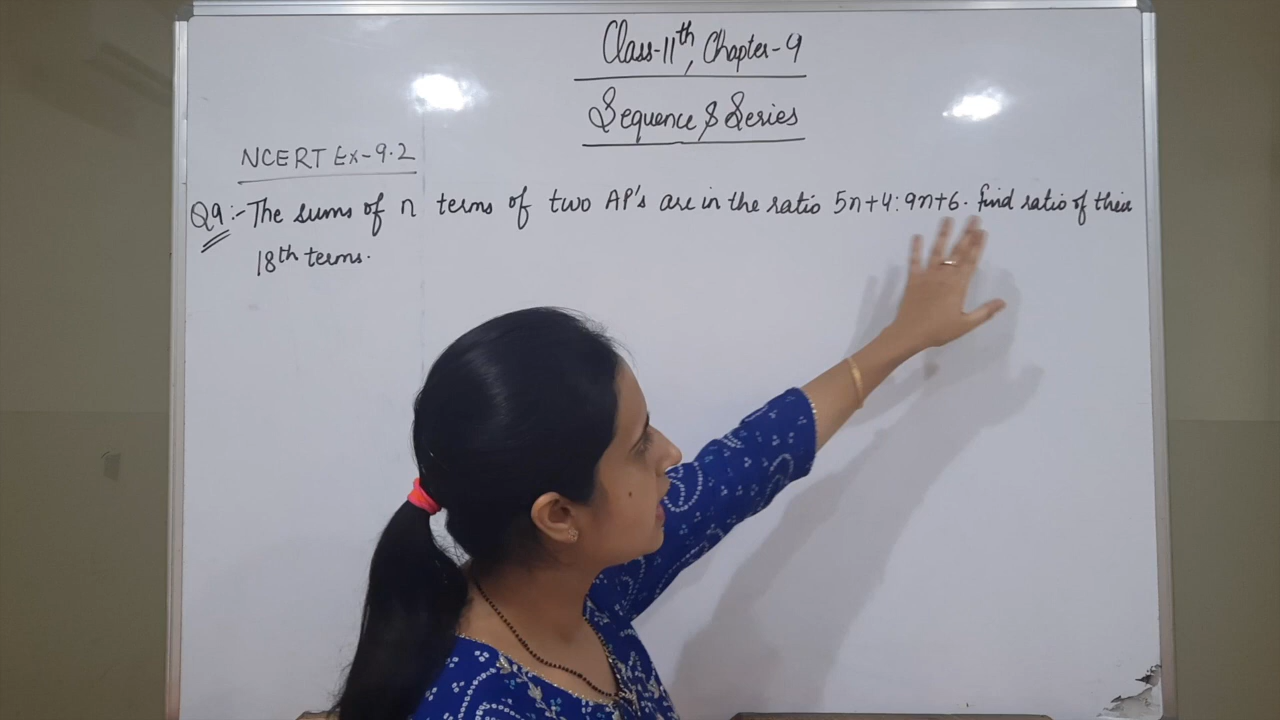 Class-11th, Chapter-9
Sequence & Series
NCERT Ex-9.2
Q9:- The sums of n terms of two AP's are in the ratio 5n+4:9n+6. find ratio of their
18th terms.